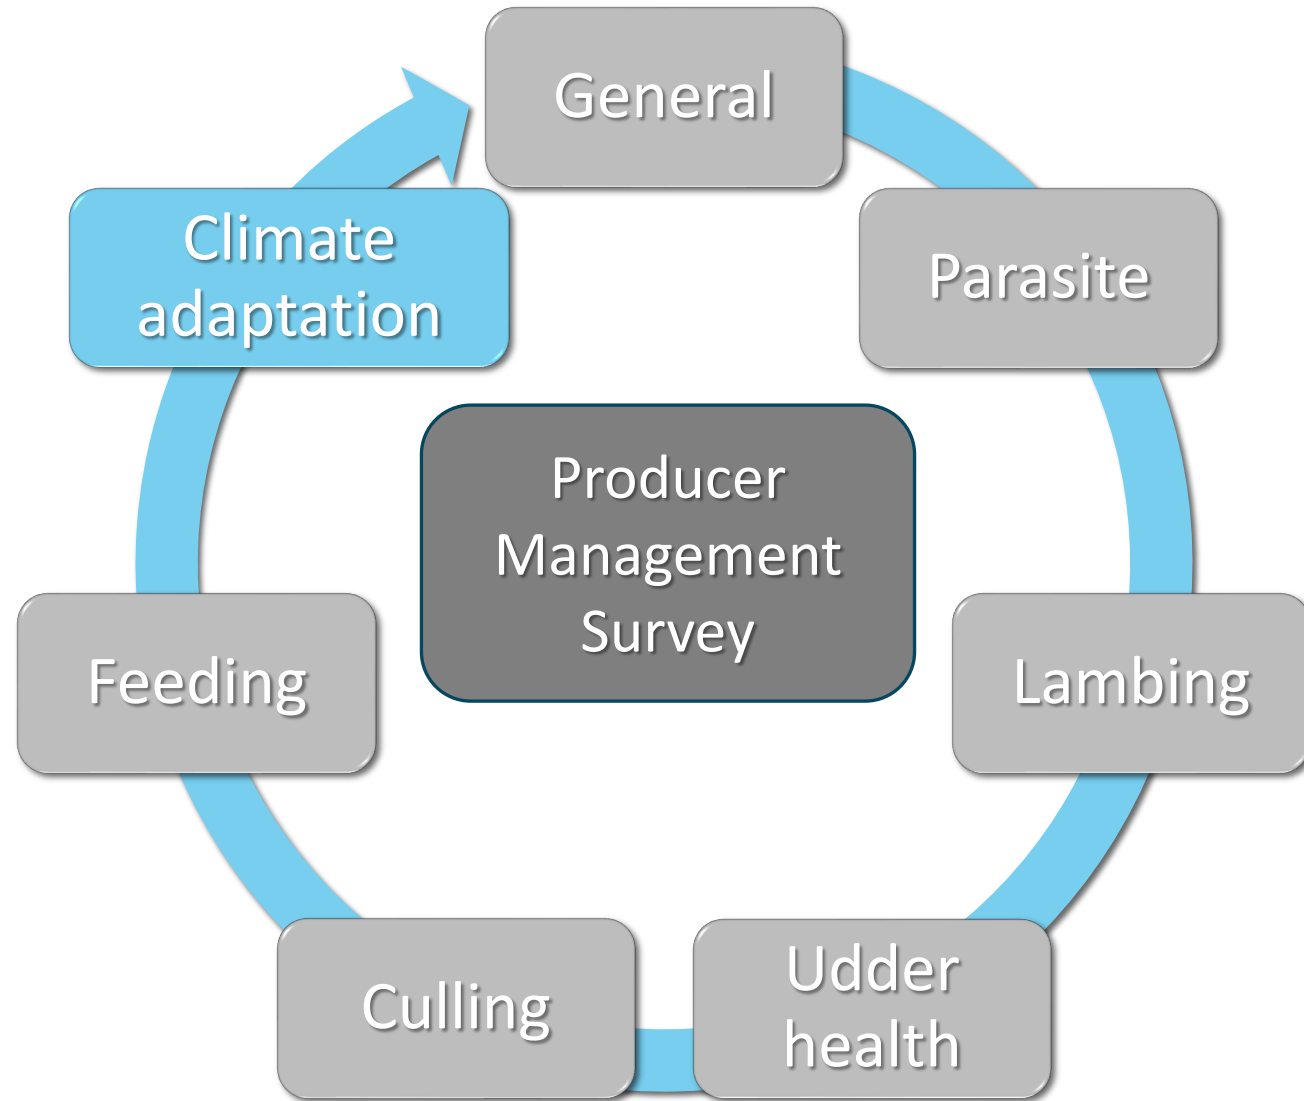 General
Parasite
Lambing
Udder
health
Culling
Feeding
Climate
adaptation
Producer
Management
Survey